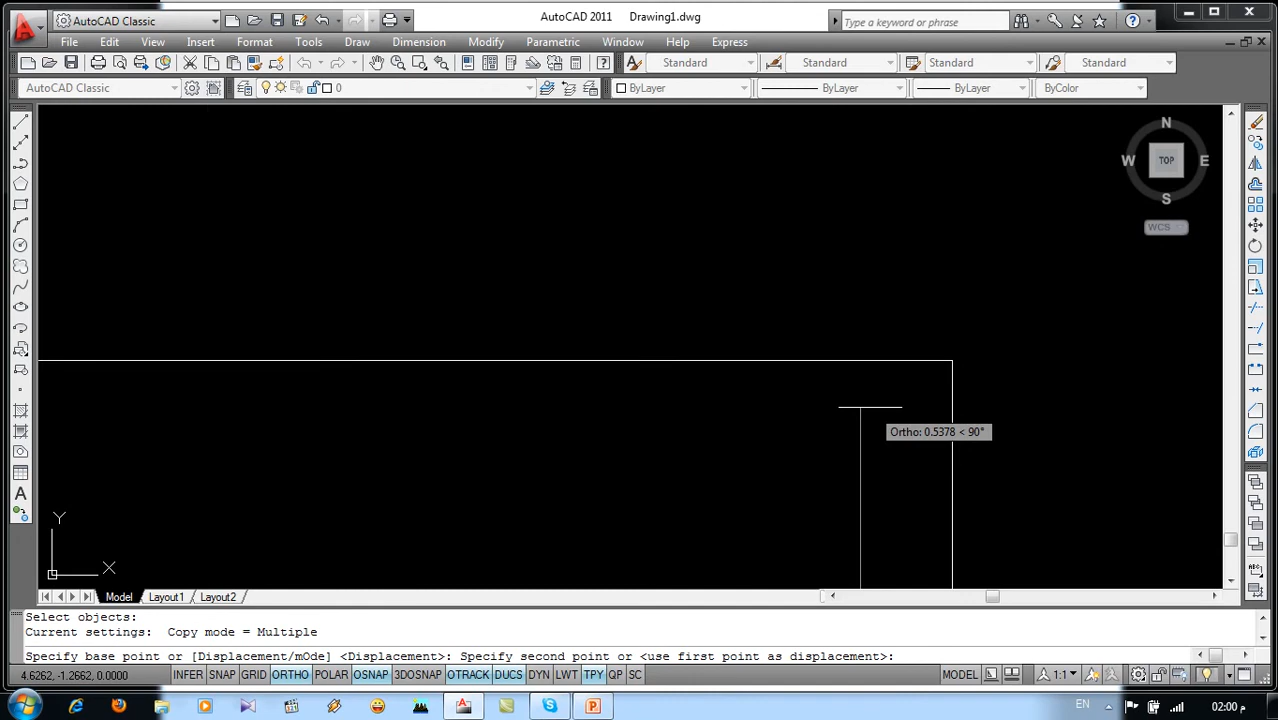 AutoCAD Classic
AutoCAD 2011 Drawing1.dwg
Type a keyword or phrase
File Edit View Insert Format Tools Draw Dimension Modify Parametric Window Help Express
Standard Standard Standard Standard
AutoCAD Classic 0 ByLayer ByLayer ByLayer ByColor
N
W TOP E
S
WCS
Ortho: 0.5378 < 90°
Y
X
A
Model Layout1 Layout2
Select objects:
Current settings: Copy mode = Multiple
Specify base point or [Displacement/mOde] <Displacement>: Specify second point or <use first point as displacement>:
4.6262, -1.2662, 0.0000 INFER SNAP GRID ORTHO POLAR OSNAP 3DOSNAP OTRACK DUCS DYN LWT TPY QP SC MODEL 1:1
EN 02:00 م